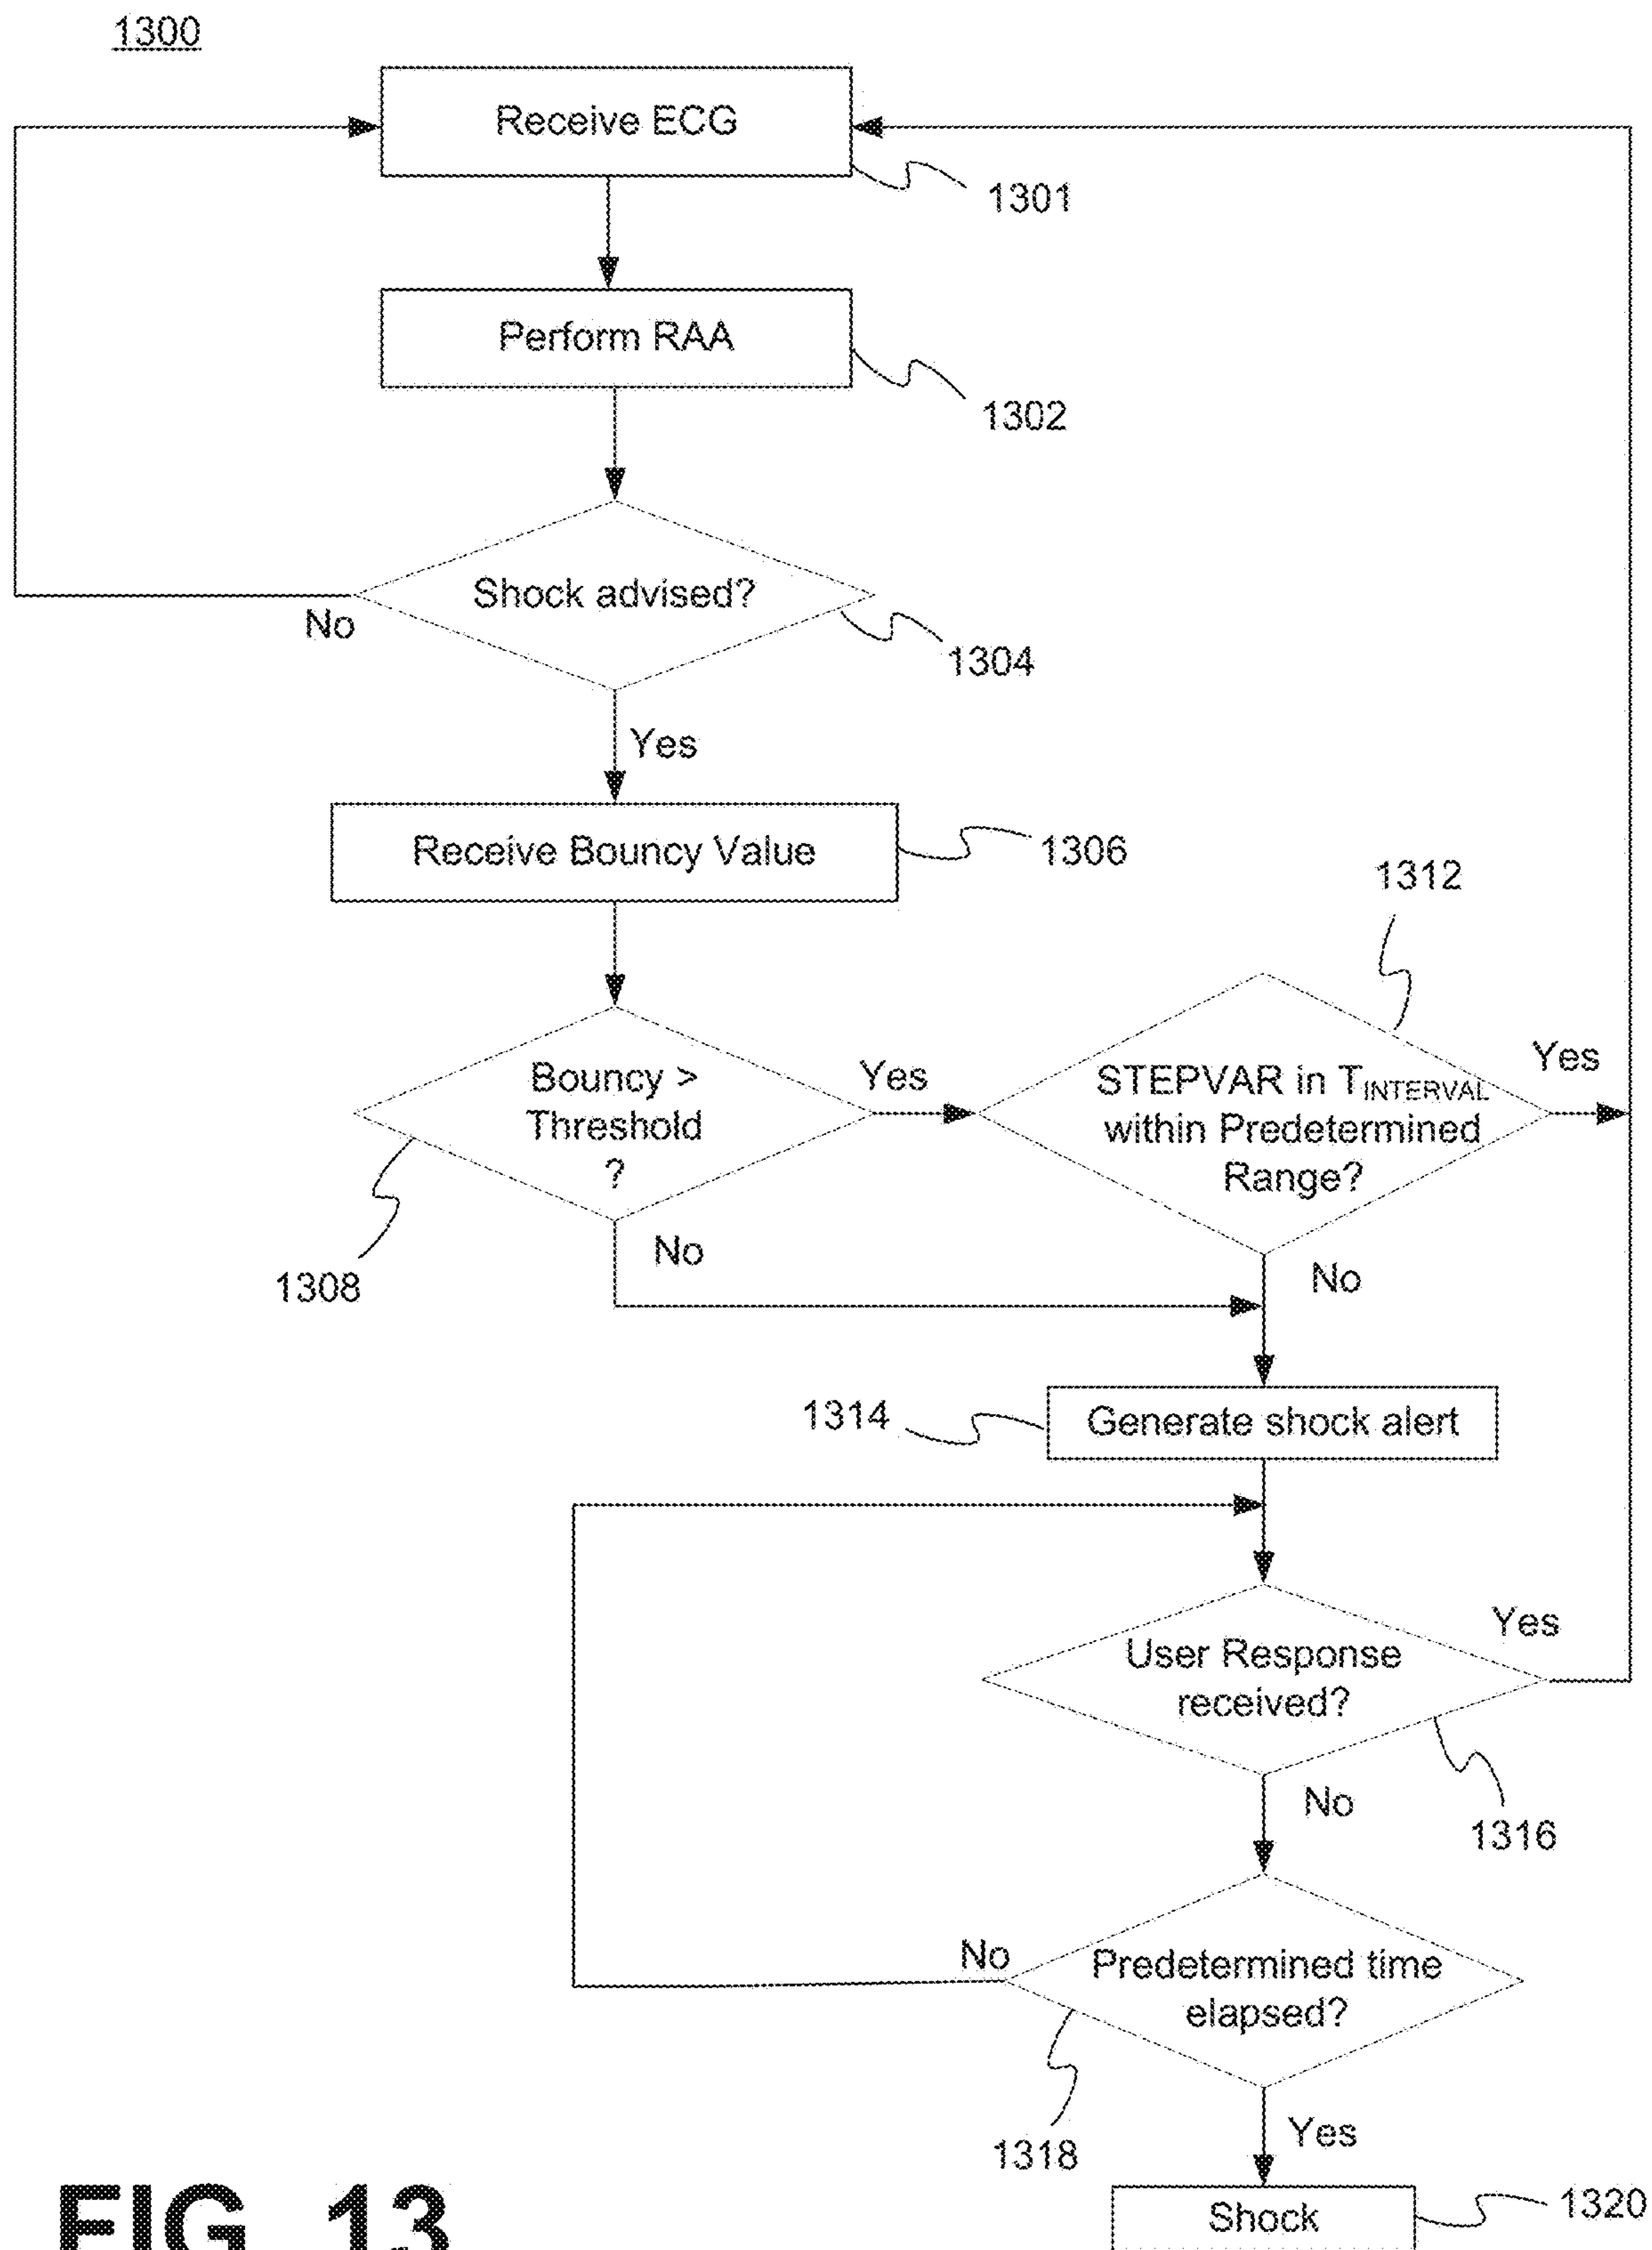 1300
Receive ECG
1301
Perform RAA
1302
Shock advised?
No
1304
Yes
Receive Bouncy Value
1306
1312
Bouncy >
Threshold
?
Yes
STEPVAR in TINTERVAL
within Predetermined
Range?
Yes
1308
No
No
1314
Generate shock alert
User Response
received?
Yes
No
1316
No
Predetermined time
elapsed?
1318
Yes
Shock
1320
FIG. 13